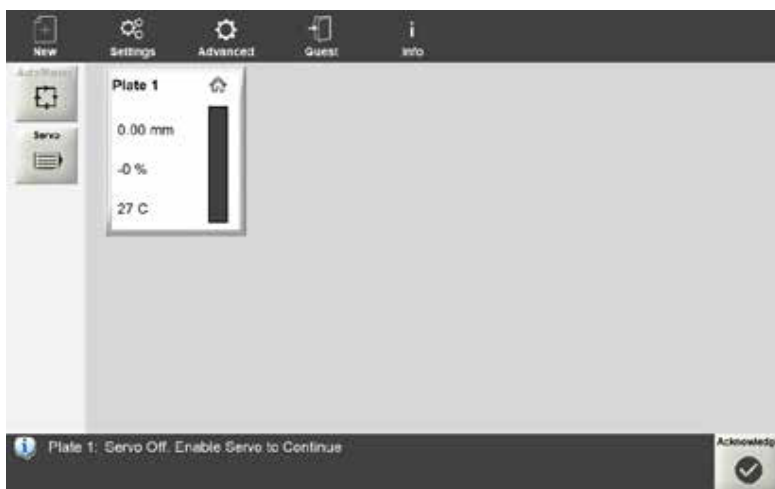 New Settings Advanced Guest Info
Plate 1
0.00 mm
-0 %
27 C
Servo
Plate 1: Servo Off. Enable Servo to Continue